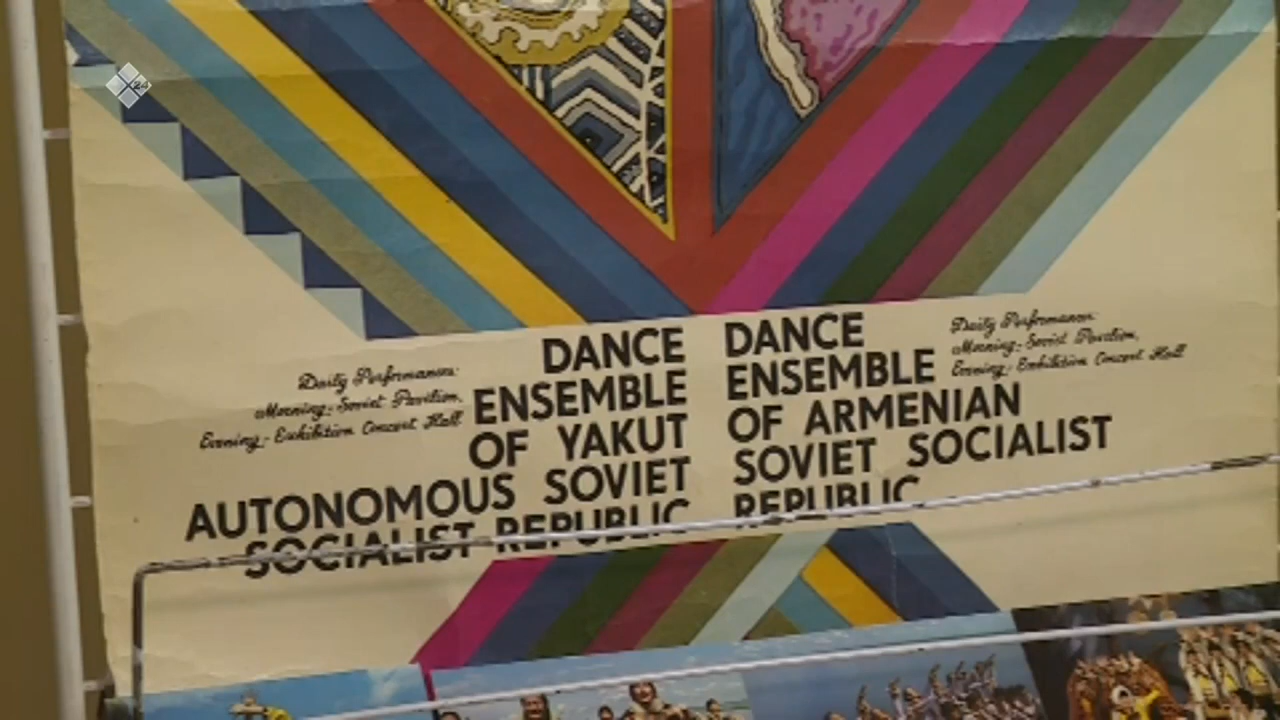 24
Daily Performances:
Morning:- Soviet Pavilion,
Evening:- Exhibition Concert Hall
DANCE
ENSEMBLE
OF YAKUT
AUTONOMOUS SOVIET
SOCIALIST REPUBLIC
DANCE
ENSEMBLE
OF ARMENIAN
SOVIET SOCIALIST
REPUBLIC
Daily Performances:
Morning:- Soviet Pavilion,
Evening:- Exhibition Concert Hall